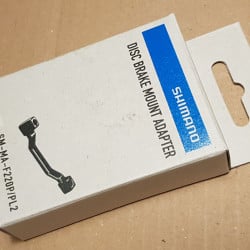 SHIMANO
DISC BRAKE MOUNT ADAPTER
SM-MA-F220P/PL2